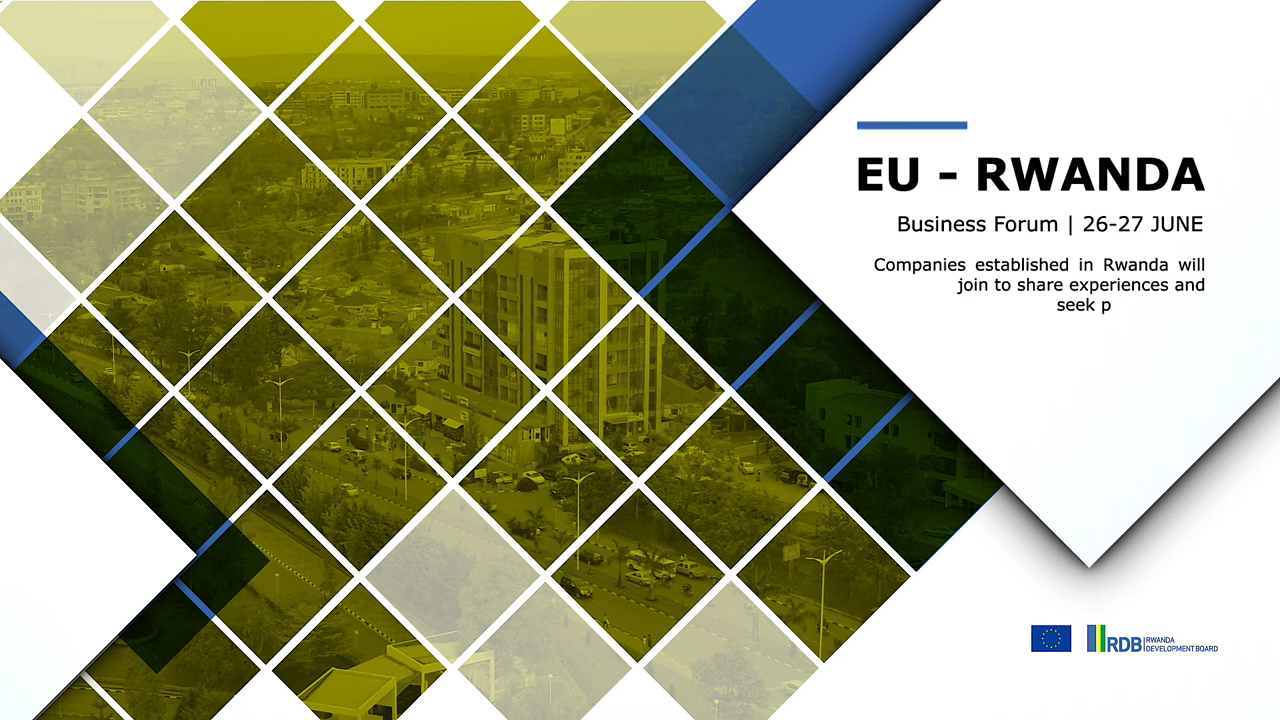 EU - RWANDA
Business Forum | 26-27 JUNE
Companies established in Rwanda will
join to share experiences and
seek p
RDB RWANDA
DEVELOPMENT BOARD